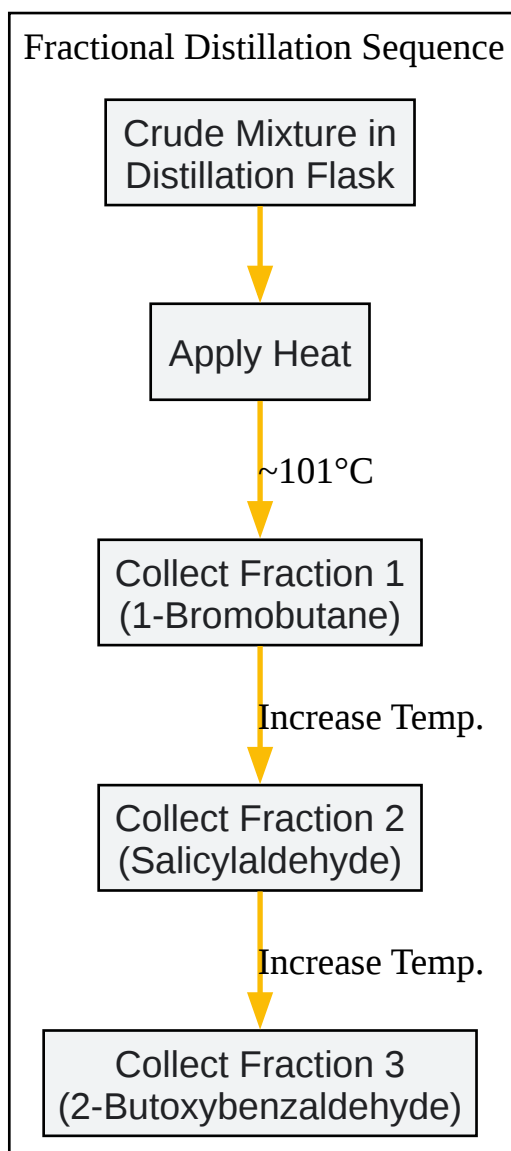 Fractional Distillation Sequence
Crude Mixture in
Distillation Flask
Apply Heat
~101°C
Collect Fraction 1
(1-Bromobutane)
Increase Temp.
Collect Fraction 2
(Salicylaldehyde)
Increase Temp.
Collect Fraction 3
(2-Butoxybenzaldehyde)